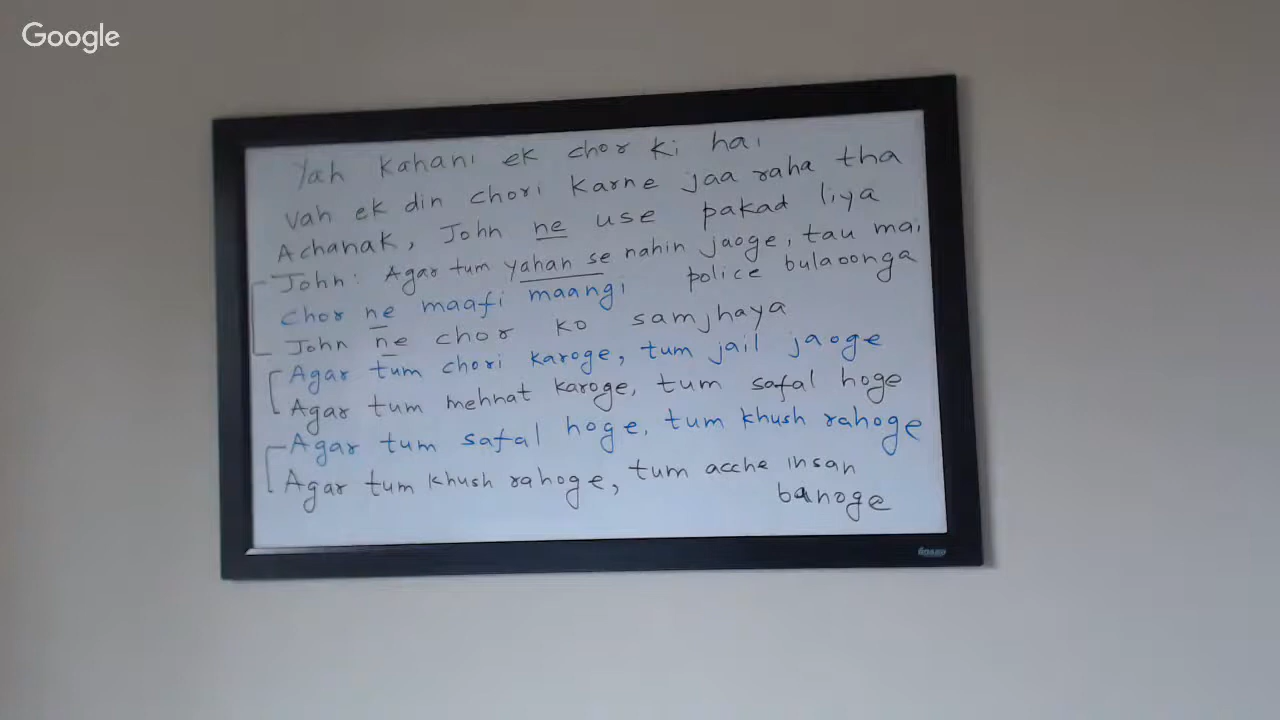 Google
Yah kahani ek chor ki hai
Vah ek din chori karne jaa raha tha
Achanak, John ne use pakad liya
John: Agar tum yahan se nahin jaoge, tau mai
police bulaoonga
chor ne maafi maangi
John ne chor ko samjhaya
Agar tum chori karoge, tum jail jaoge
Agar tum mehnat karoge, tum safal hoge
Agar tum safal hoge, tum khush rahoge
Agar tum khush rahoge, tum acche insan
banoge